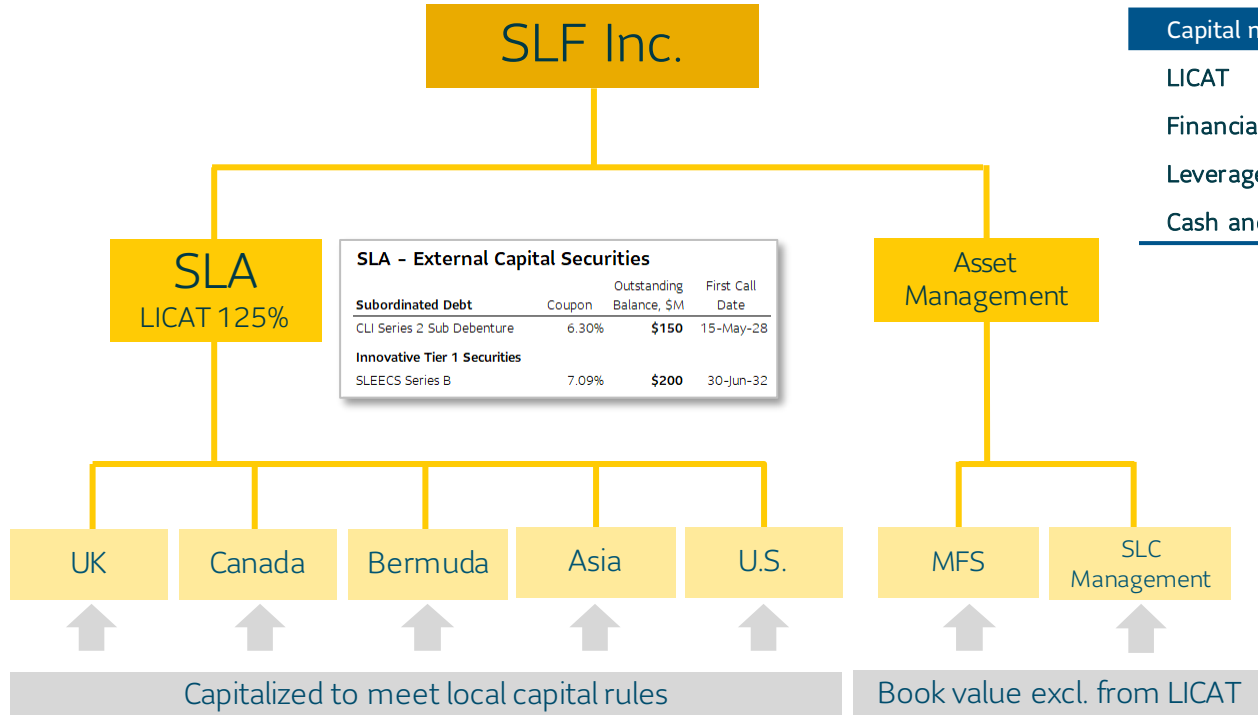 SLF Inc.
Capital
LICAT
Leverage
Cash
SLA
LICAT 125%
SLA - External Capital Securities
Outstanding First Call
Subordinated Debt Coupon Balance, $M Date
CLI Series 2 Sub Debenture 6.30% $150 15-May-28
Innovative Tier 1 Securities
SLEECS Series B 7.09% $200 30-Jun-32
Asset
Management
UK Canada Bermuda Asia U.S. MFS
SLC
Management
Capitalized to meet local capital rules
Book value excl. from LICAT